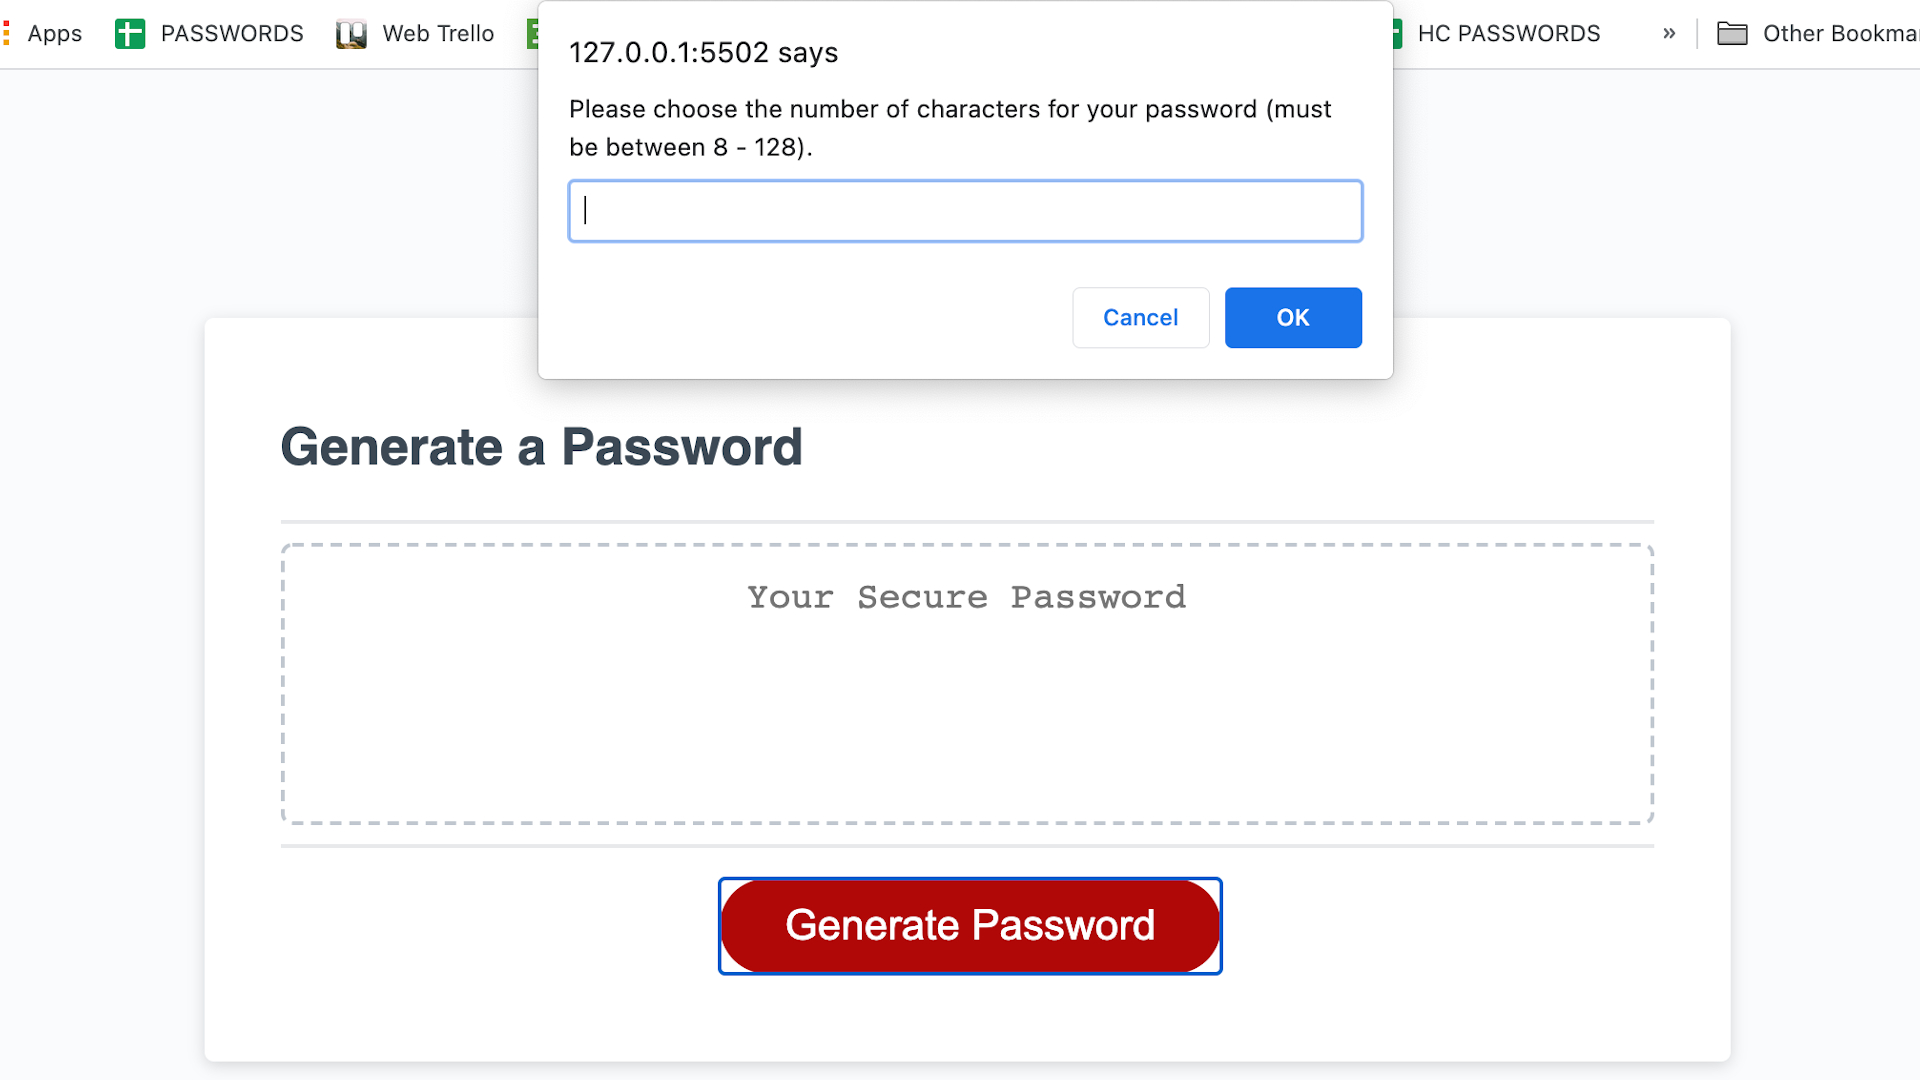 Apps PASSWORDS Web Trello HC PASSWORDS » Other Bookma
127.0.0.1:5502 says
Please choose the number of characters for your password (must
be between 8 - 128).
Cancel OK
Generate a Password
Your Secure Password
Generate Password